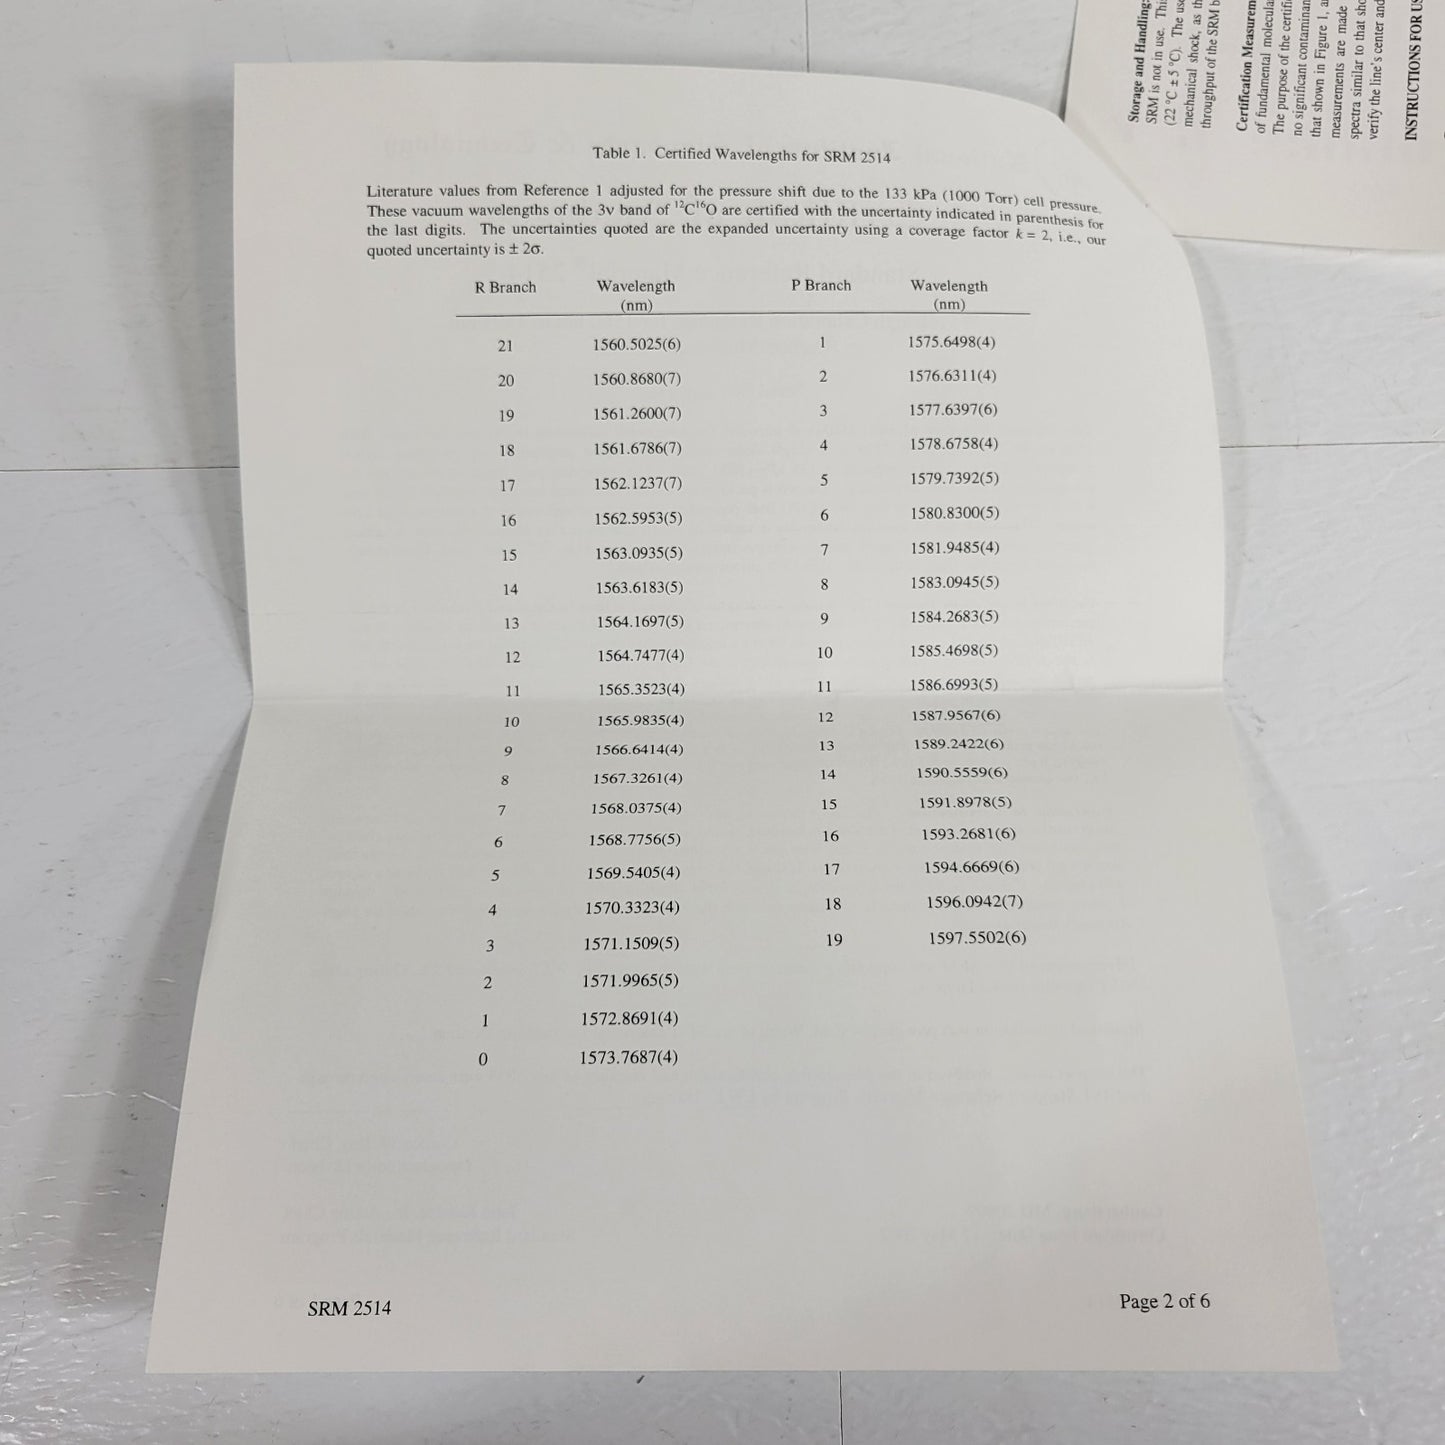 Table 1. Certified Wavelengths for SRM 2514
Literature values from Reference 1 adjusted for the pressure shift due to the 133 kPa (1000 Torr) cell pressure.
These vacuum wavelengths of the 3ν band of ¹²C¹⁶O are certified with the uncertainty indicated in parenthesis for
the last digits. The uncertainties quoted are the expanded uncertainty using a coverage factor k = 2, i.e., our
quoted uncertainty is ± 2σ.
R Branch Wavelength P Branch Wavelength
(nm) (nm)
21 1560.5025(6) 1 1575.6498(4)
20 1560.8680(7) 2 1576.6311(4)
19 1561.2600(7) 3 1577.6397(6)
18 1561.6786(7) 4 1578.6758(4)
17 1562.1237(7) 5 1579.7392(5)
16 1562.5953(5) 6 1580.8300(5)
15 1563.0935(5) 7 1581.9485(4)
14 1563.6183(5) 8 1583.0945(5)
13 1564.1697(5) 9 1584.2683(5)
12 1564.7477(4) 10 1585.4698(5)
11 1565.3523(4) 11 1586.6993(5)
10 1565.9835(4) 12 1587.9567(6)
9 1566.6414(4) 13 1589.2422(6)
8 1567.3261(4) 14 1590.5559(6)
7 1568.0375(4) 15 1591.8978(5)
6 1568.7756(5) 16 1593.2681(6)
5 1569.5405(4) 17 1594.6669(6)
4 1570.3323(4) 18 1596.0942(7)
3 1571.1509(5) 19 1597.5502(6)
2 1571.9965(5)
1 1572.8691(4)
0 1573.7687(4)
SRM 2514 Page 2 of 6
Storage and Handling:
SRM is not in use. This
(22 °C ± 5 °C). The use
mechanical shock, as th
throughput of the SRM b
Certification Measurem
of fundamental molecula
The purpose of the certifi
no significant contaminan
that shown in Figure 1, a
measurements are made
spectra similar to that sho
verify the line's center and
INSTRUCTIONS FOR US